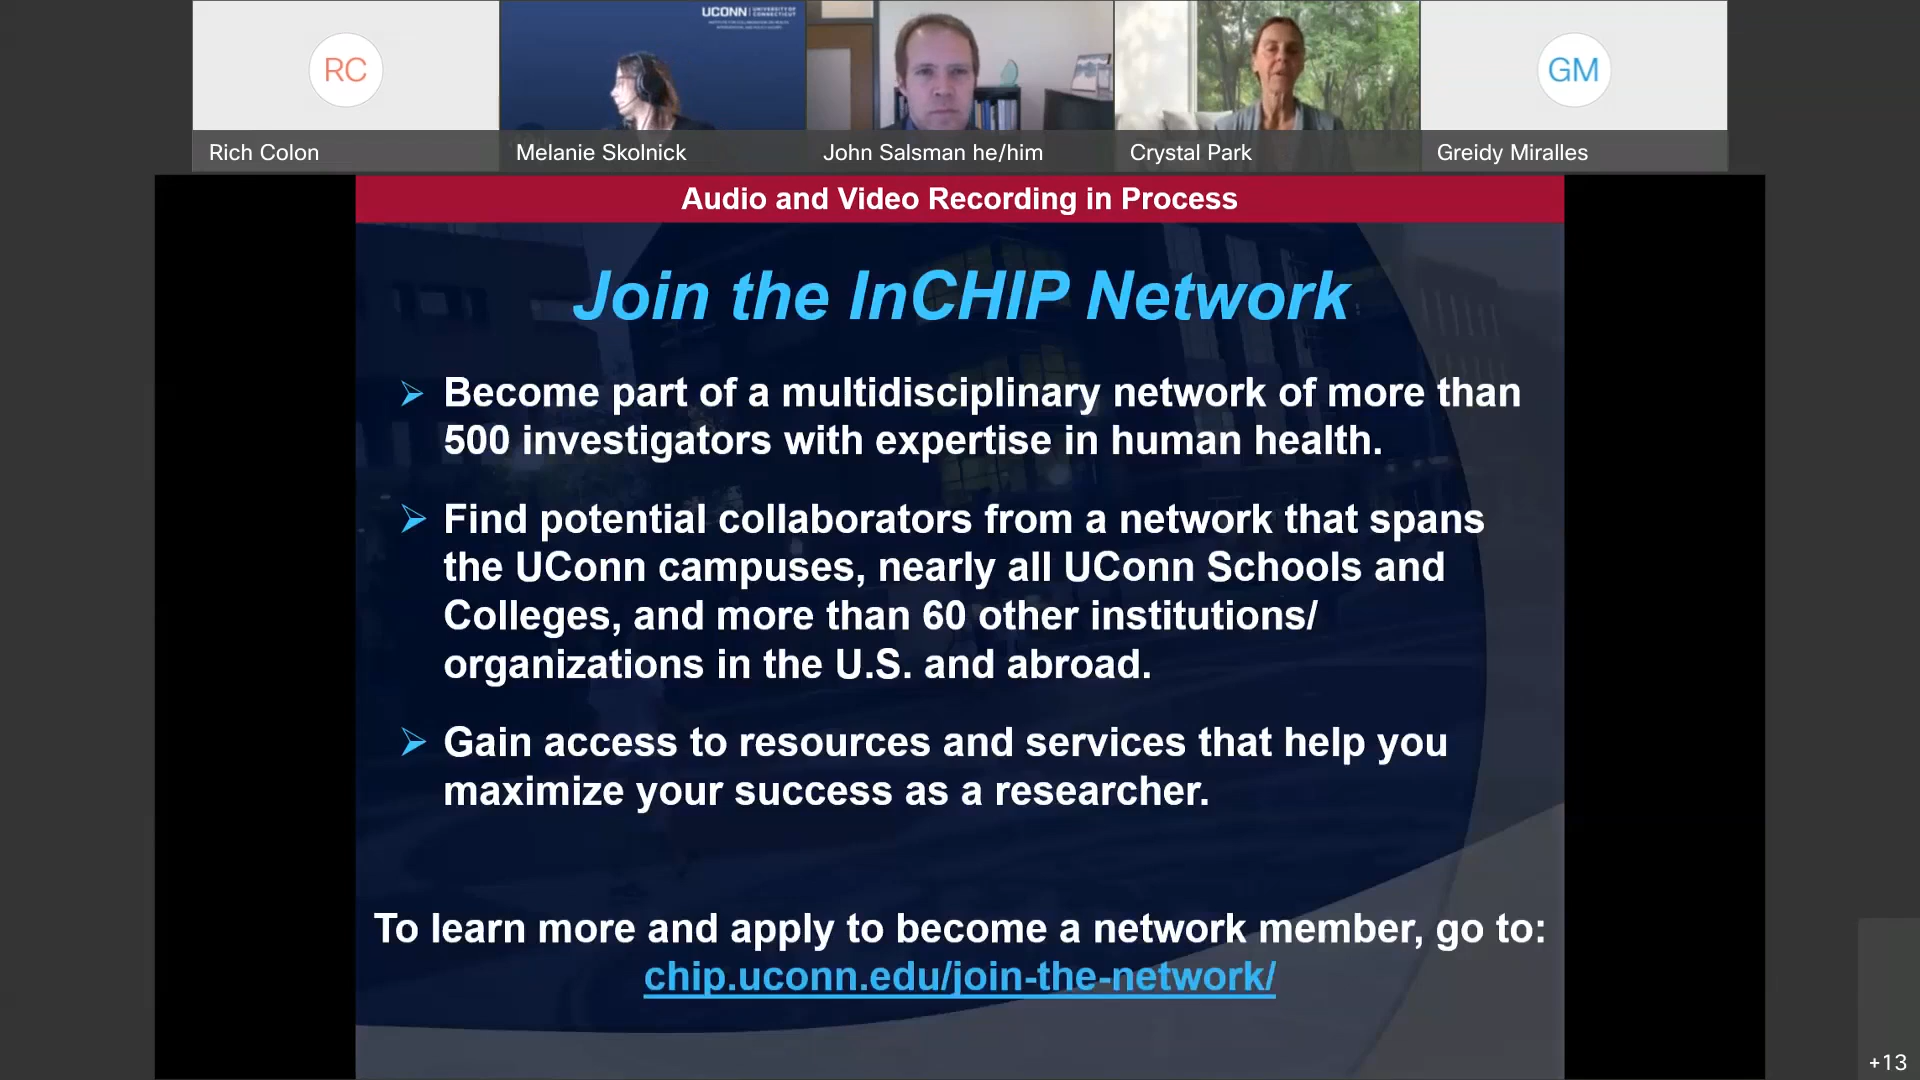 RC
UCONN | UNIVERSITY OF CONNECTICUT
GM
Rich Colon
Melanie Skolnick
John Salsman he/him
Crystal Park
Greidy Miralles
Audio and Video Recording in Process
Join the InCHIP Network
Become part of a multidisciplinary network of more than
500 investigators with expertise in human health.
Find potential collaborators from a network that spans
the UConn campuses, nearly all UConn Schools and
Colleges, and more than 60 other institutions/
organizations in the U.S. and abroad.
Gain access to resources and services that help you
maximize your success as a researcher.
To learn more and apply to become a network member, go to:
chip.uconn.edu/join-the-network/
+13